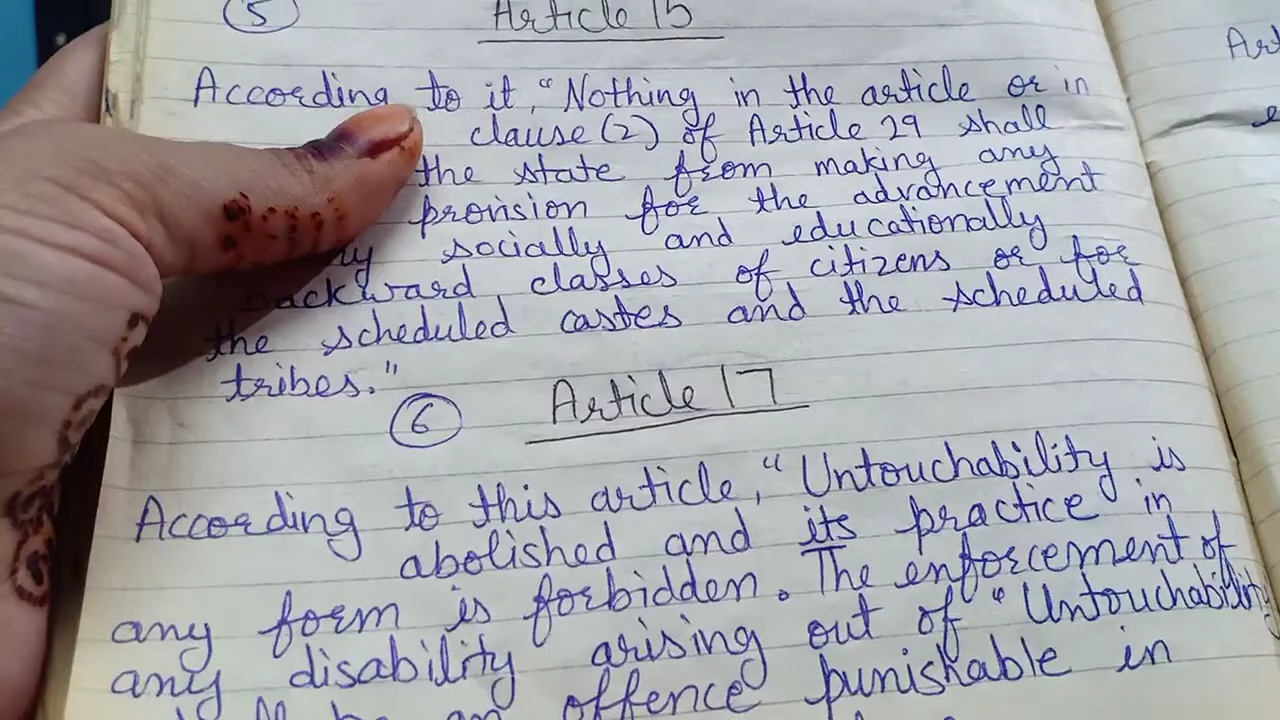 5 Article 15
According to it, "Nothing in the article or in
clause (2) of Article 29 shall
the state from making any
provision for the advancement
socially and educationally
backward classes of citizens or for
the scheduled castes and the scheduled
tribes."
6 Article 17
According to this article, "Untouchability is
abolished and its practice in
any form is forbidden. The enforcement of
any disability arising out of "Untouchability
offence punishable in
Art